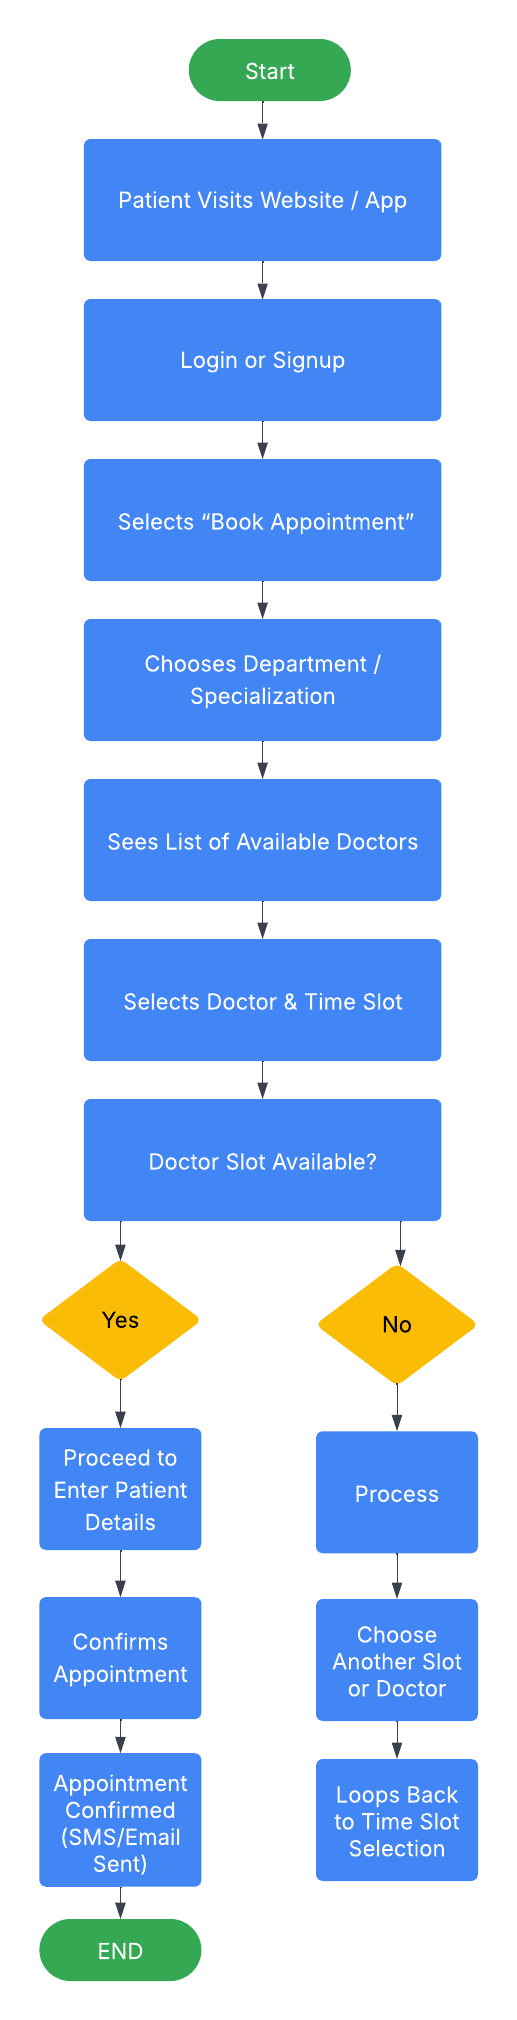 Start
Patient Visits Website / App
Login or Signup
Selects “Book Appointment”
Chooses Department /
Specialization
Sees List of Available Doctors
Selects Doctor & Time Slot
Doctor Slot Available?
Yes
Proceed to
Enter Patient
Details
Confirms
Appointment
Appointment
Confirmed
(SMS/Email
Sent)
END
No
Process
Choose
Another Slot
or Doctor
Loops Back
to Time Slot
Selection